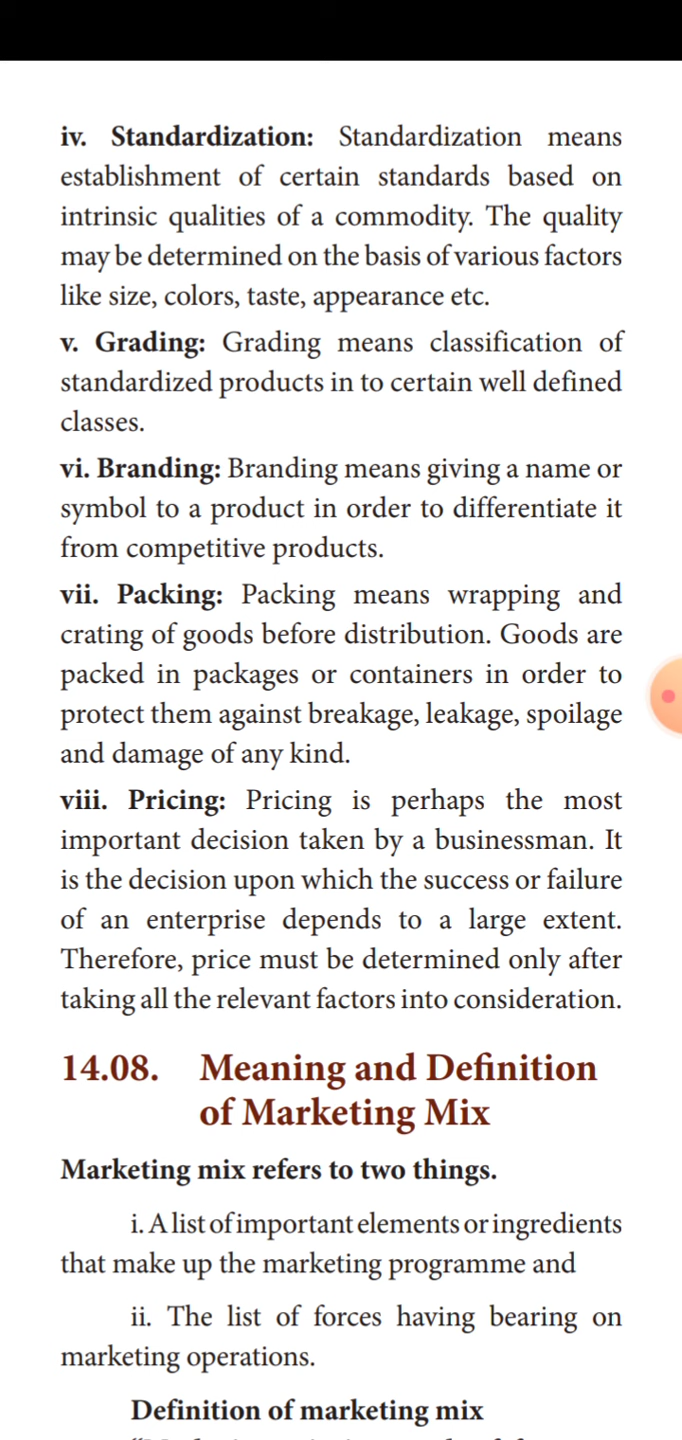 iv. Standardization: Standardization means
establishment of certain standards based on
intrinsic qualities of a commodity. The quality
may be determined on the basis of various factors
like size, colors, taste, appearance etc.
v. Grading: Grading means classification of
standardized products in to certain well defined
classes.
vi. Branding: Branding means giving a name or
symbol to a product in order to differentiate it
from competitive products.
vii. Packing: Packing means wrapping and
crating of goods before distribution. Goods are
packed in packages or containers in order to
protect them against breakage, leakage, spoilage
and damage of any kind.
viii. Pricing: Pricing is perhaps the most
important decision taken by a businessman. It
is the decision upon which the success or failure
of an enterprise depends to a large extent.
Therefore, price must be determined only after
taking all the relevant factors into consideration.
14.08. Meaning and Definition
of Marketing Mix
Marketing mix refers to two things.
i. A list of important elements or ingredients
that make up the marketing programme and
ii. The list of forces having bearing on
marketing operations.
Definition of marketing mix